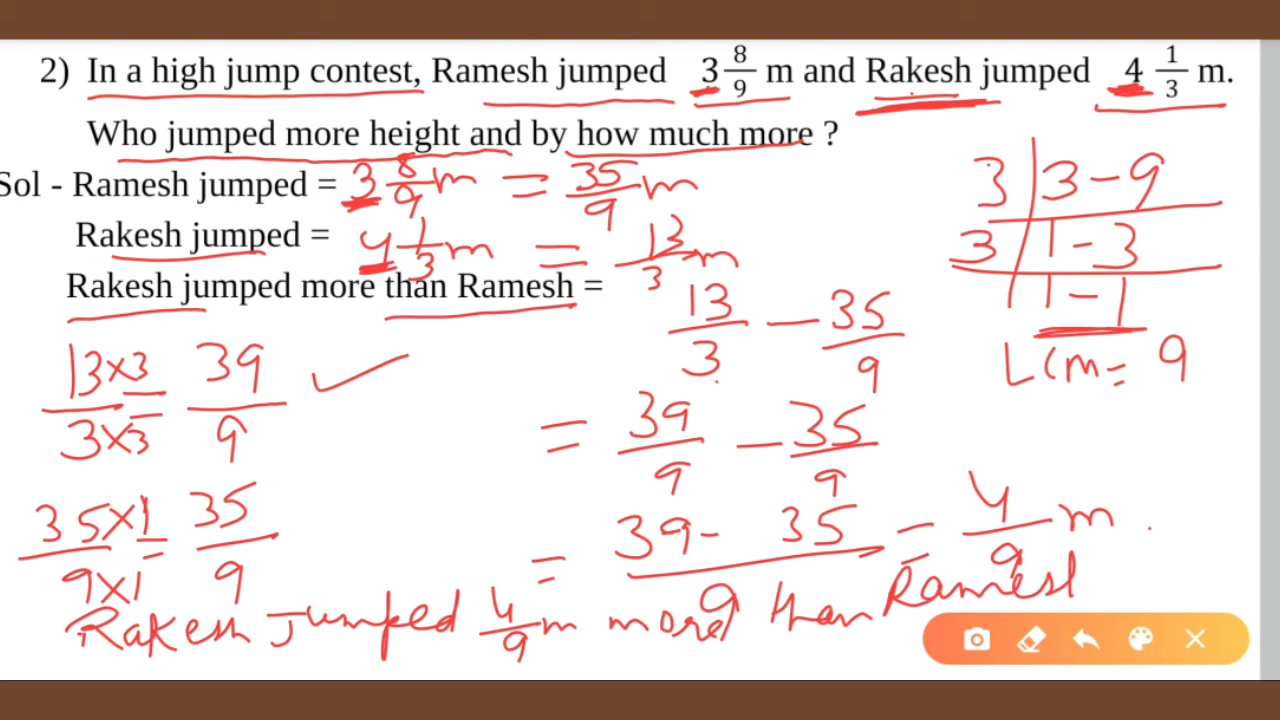 2) In a high jump contest, Ramesh jumped 3 8/9 m and Rakesh jumped 4 1/3 m.
Who jumped more height and by how much more ?
Sol - Ramesh jumped = 3 8/9 m = 35/9 m
Rakesh jumped = 4 1/3 m = 13/3 m
Rakesh jumped more than Ramesh =
13/3 - 35/9
= 39/9 - 35/9
= 39 - 35/9 = 4/9 m
3 | 3 - 9
3 | 1 - 3
1 - 1
LCM = 9
13×3/3×3 = 39/9 ✓
35×1/9×1 = 35/9
Rakesh Jumped 4/9 m more than Ramesh